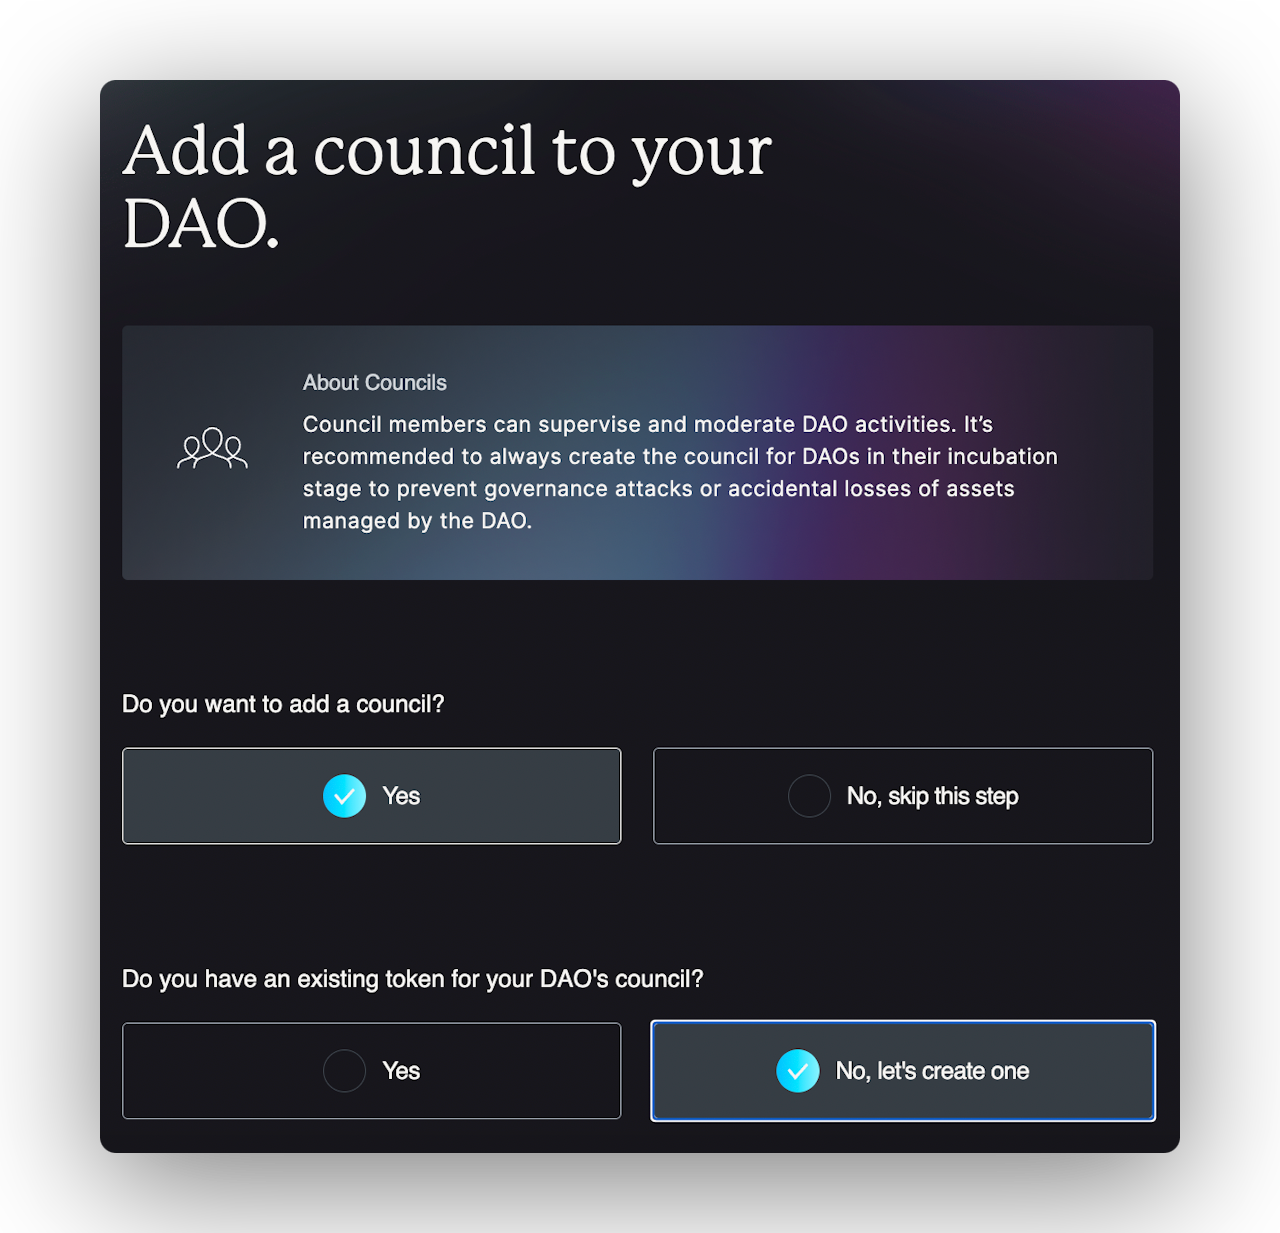 Add a council to your
DAO.
About Councils
Council members can supervise and moderate DAO activities. It’s
recommended to always create the council for DAOs in their incubation
stage to prevent governance attacks or accidental losses of assets
managed by the DAO.
Do you want to add a council?
Yes
No, skip this step
Do you have an existing token for your DAO's council?
Yes
No, let's create one